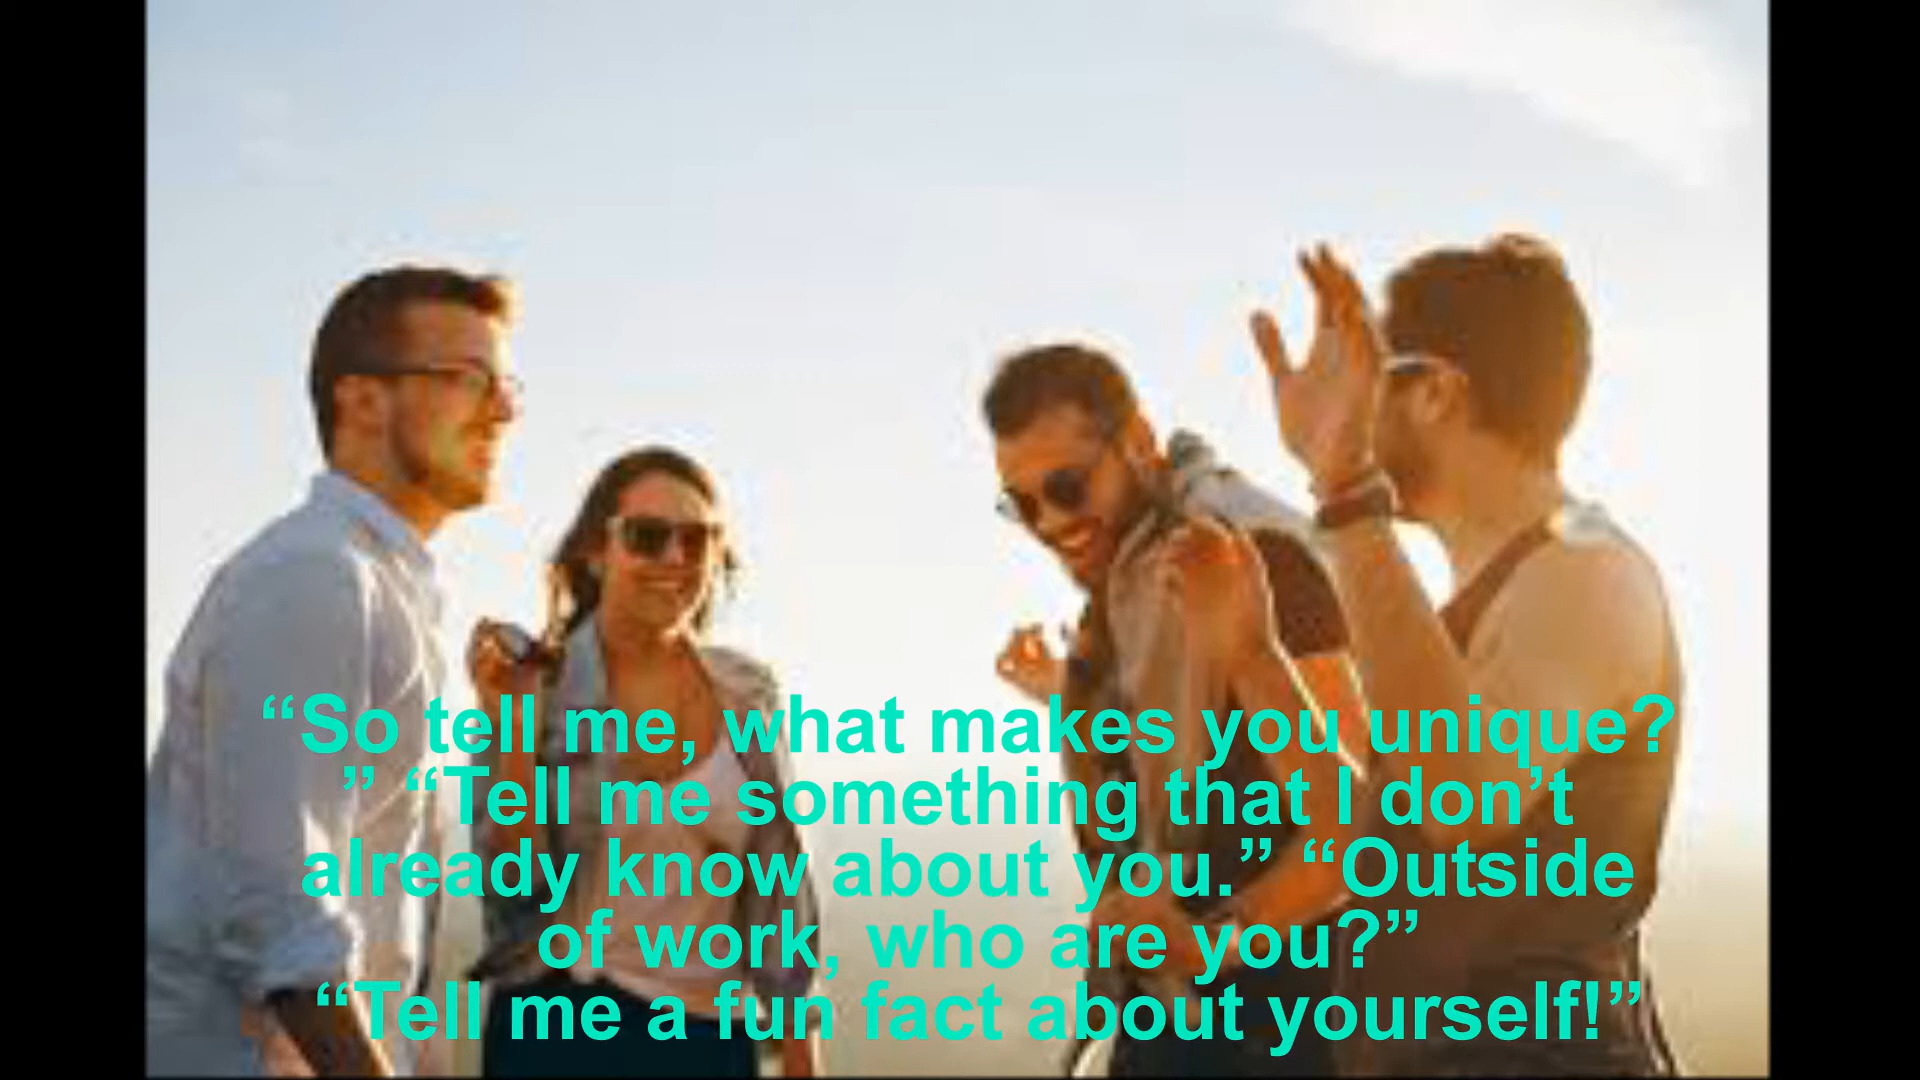 “So tell me, what makes you unique?
” “Tell me something that I don’t
already know about you.” “Outside
of work, who are you?”
“Tell me a fun fact about yourself!”